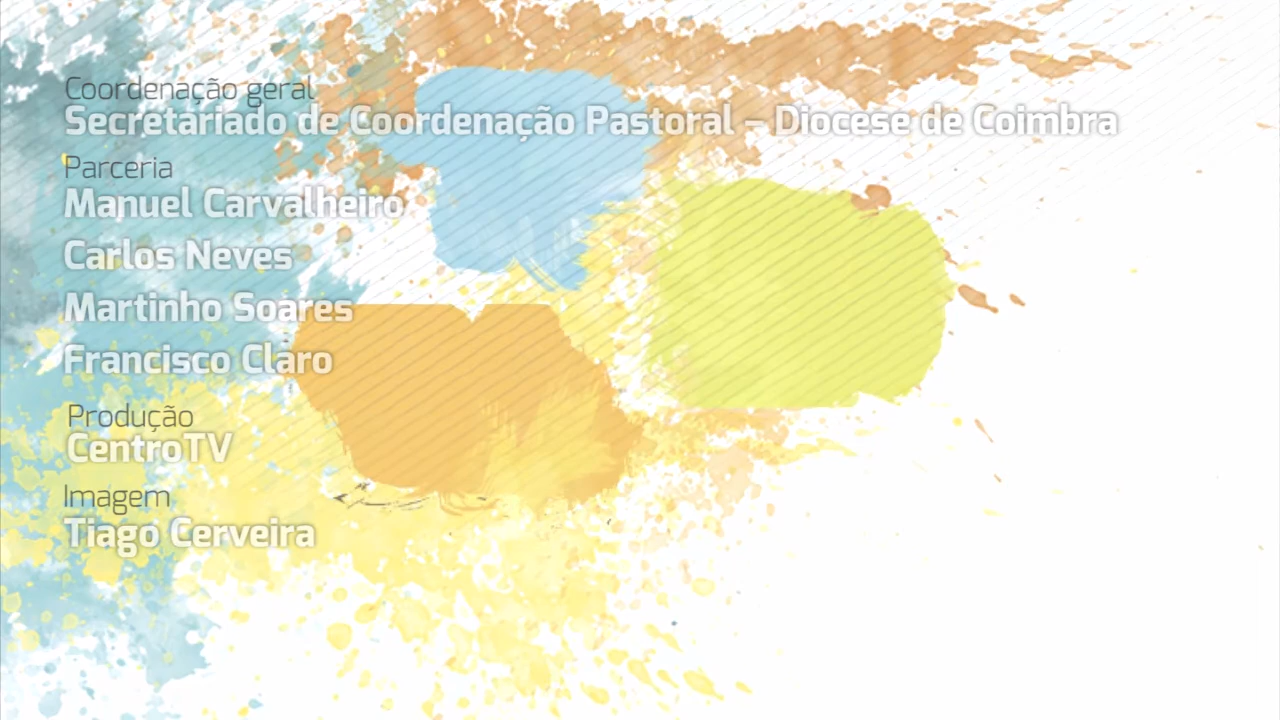 Coordenação geral
Secretariado de Coordenação Pastoral – Diocese de Coimbra
Parceria
Manuel Carvalheiro
Carlos Neves
Martinho Soares
Francisco Claro
Produção
CentroTV
Imagem
Tiago Cerveira